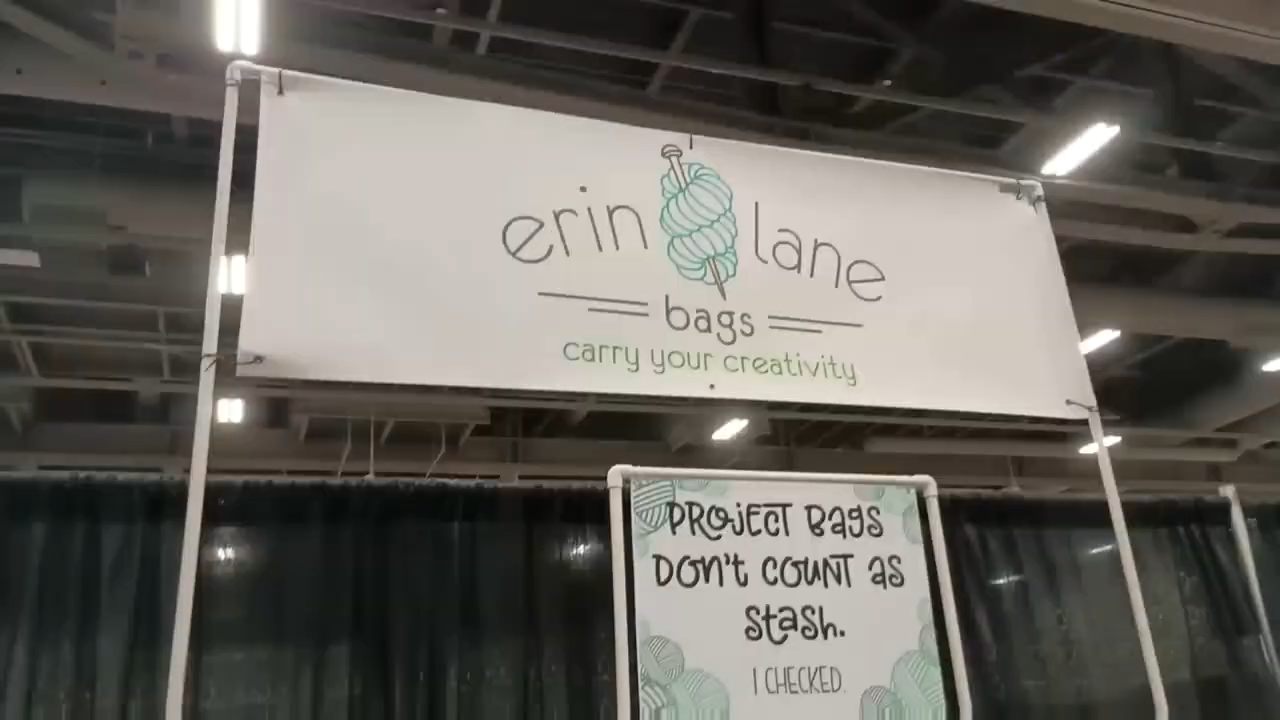 erin lane
bags
carry your creativity
PROJECT BAGS
DON'T COUNT AS
STASH.
I CHECKED.